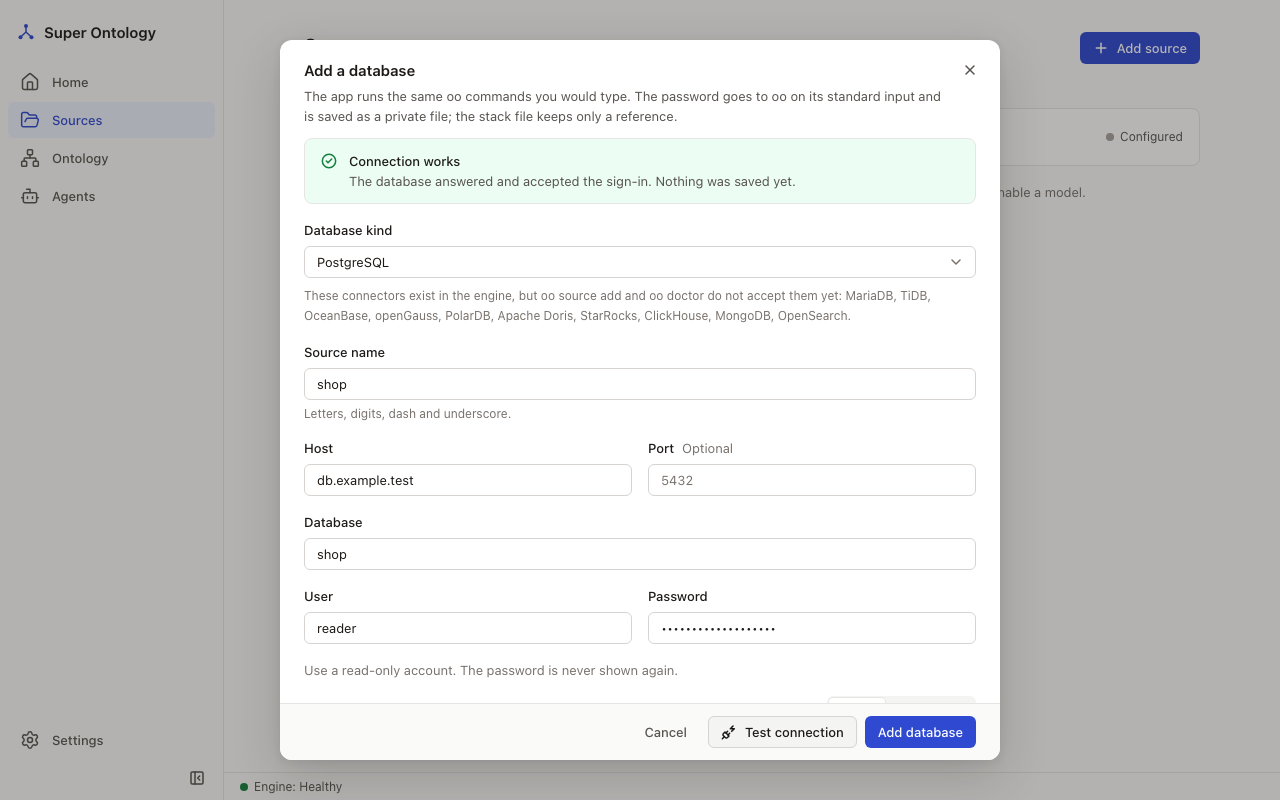 Super Ontology
Home
Sources
Ontology
Agents
Settings
Add source
Configured
nable a model.
Add a database
The app runs the same oo commands you would type. The password goes to oo on its standard input and
is saved as a private file; the stack file keeps only a reference.
Connection works
The database answered and accepted the sign-in. Nothing was saved yet.
Database kind
PostgreSQL
These connectors exist in the engine, but oo source add and oo doctor do not accept them yet: MariaDB, TiDB,
OceanBase, openGauss, PolarDB, Apache Doris, StarRocks, ClickHouse, MongoDB, OpenSearch.
Source name
shop
Letters, digits, dash and underscore.
Host
Port Optional
db.example.test
5432
Database
shop
User
Password
reader
•••••••••••••••••••
Use a read-only account. The password is never shown again.
Cancel
Test connection
Add database
Engine: Healthy